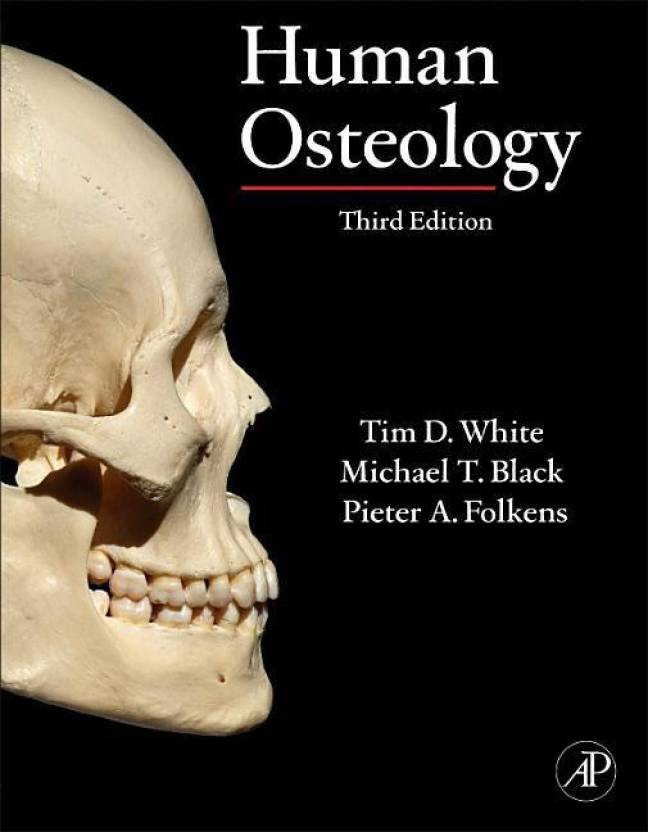 Human
Osteology
Third Edition
Tim D. White
Michael T. Black
Pieter A. Folkens
AP